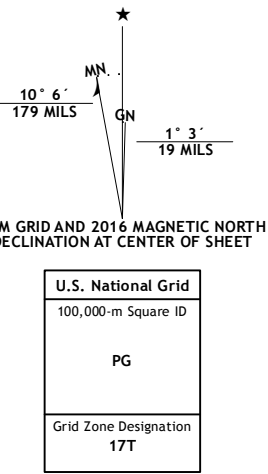 MN
10° 6´
179 MILS
GN
1° 3´
19 MILS
M GRID AND 2016 MAGNETIC NORTH
DECLINATION AT CENTER OF SHEET
U.S. National Grid
100,000-m Square ID
PG
Grid Zone Designation
17T